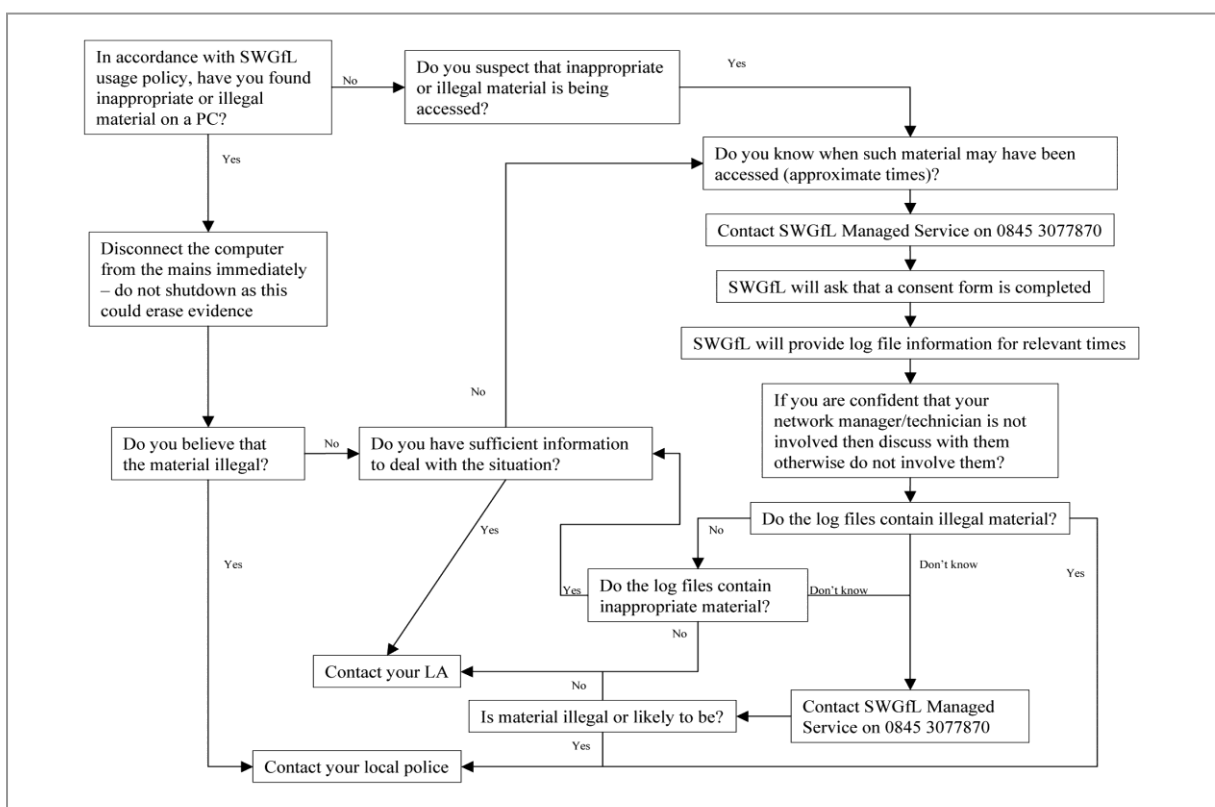 In accordance with SWGfL
usage policy, have you found
inappropriate or illegal
material on a PC?
No
Do you suspect that inappropriate
or illegal material is being
accessed?
Yes
Yes
Do you know when such material may have been
accessed (approximate times)?
Contact SWGfL Managed Service on 0845 3077870
Disconnect the computer
from the mains immediately
– do not shutdown as this
could erase evidence
SWGfL will ask that a consent form is completed
SWGfL will provide log file information for relevant times
No
If you are confident that your
network manager/technician is not
involved then discuss with them
otherwise do not involve them?
Do you believe that
the material illegal?
No
Do you have sufficient information
to deal with the situation?
Do the log files contain illegal material?
Yes
No
Don't know
Yes
Yes
Do the log files contain
inappropriate material?
Yes
Don't know
No
Contact your LA
No
Is material illegal or likely to be?
Contact SWGfL Managed
Service on 0845 3077870
Yes
Contact your local police